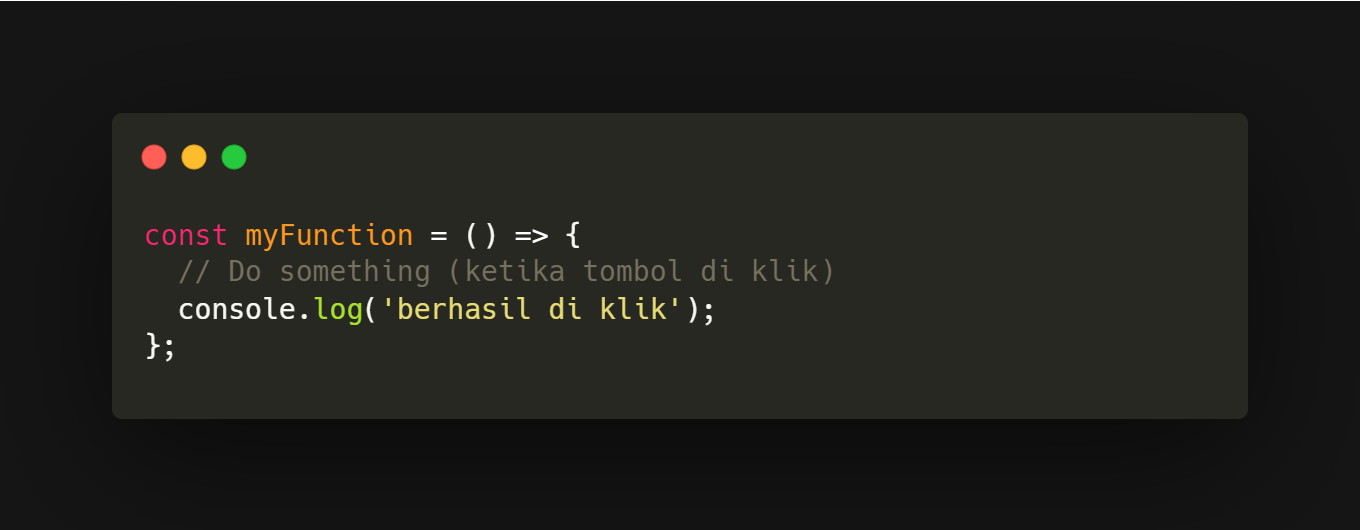 const myFunction = () => {
  // Do something (ketika tombol di klik)
  console.log('berhasil di klik');
};